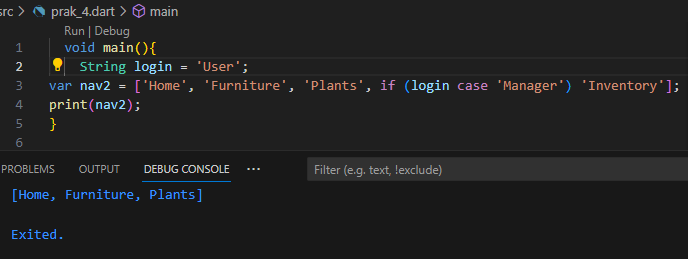 src > prak_4.dart > main
Run | Debug
1 void main(){
2 String login = 'User';
3 var nav2 = ['Home', 'Furniture', 'Plants', if (login case 'Manager') 'Inventory'];
4 print(nav2);
5 }
6
PROBLEMS OUTPUT DEBUG CONSOLE ··· Filter (e.g. text, !exclude)
[Home, Furniture, Plants]
Exited.